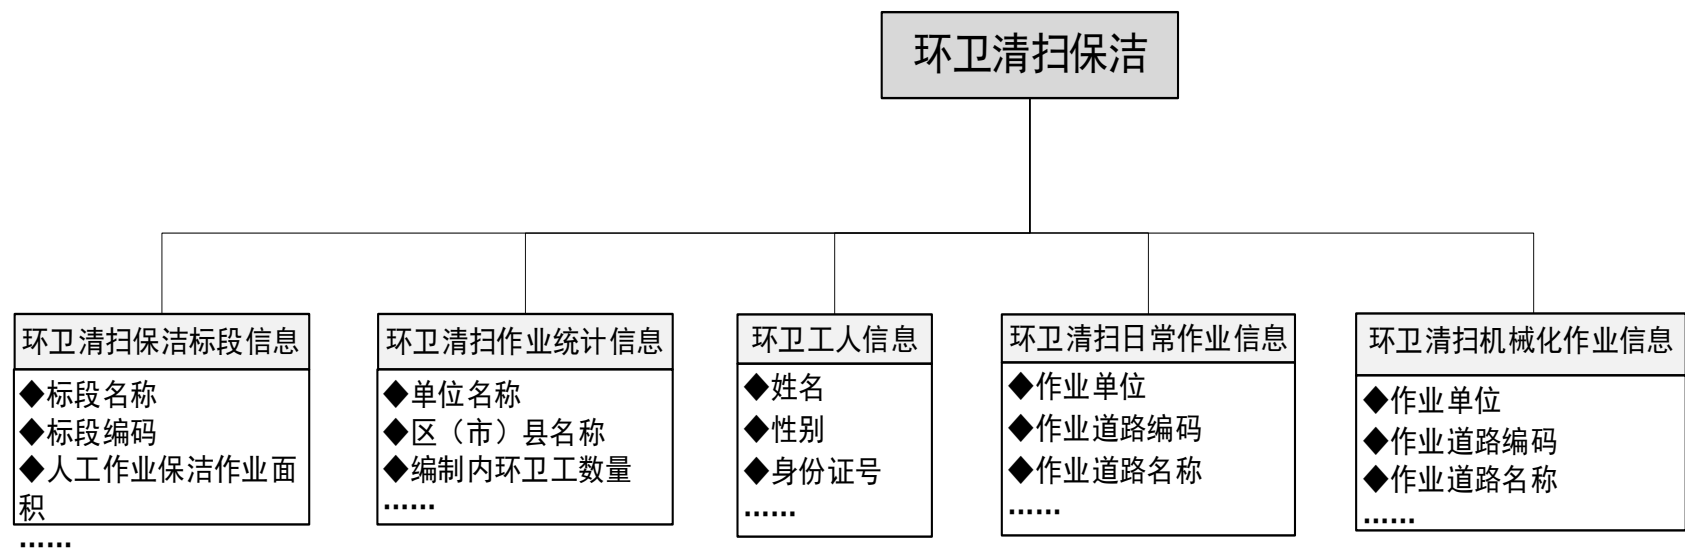 环卫清扫保洁
环卫清扫保洁标段信息
◆标段名称
◆标段编码
◆人工作业保洁作业面
积
......
环卫清扫作业统计信息
◆单位名称
◆区（市）县名称
◆编制内环卫工数量
......
环卫工人信息
◆姓名
◆性别
◆身份证号
......
环卫清扫日常作业信息
◆作业单位
◆作业道路编码
◆作业道路名称
......
环卫清扫机械化作业信息
◆作业单位
◆作业道路编码
◆作业道路名称
......